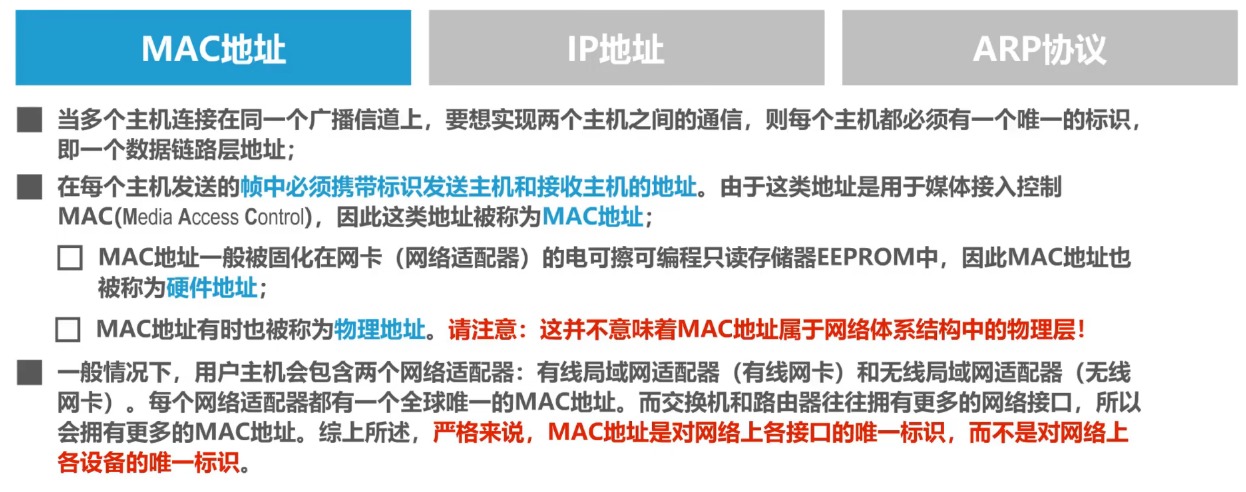 MAC地址
IP地址
ARP协议
当多个主机连接在同一个广播信道上，要想实现两个主机之间的通信，则每个主机都必须有一个唯一的标识，
即一个数据链路层地址；
在每个主机发送的帧中必须携带标识发送主机和接收主机的地址。由于这类地址是用于媒体接入控制
MAC(Media Access Control)，因此这类地址被称为MAC地址；
MAC地址一般被固化在网卡（网络适配器）的电可擦可编程只读存储器EEPROM中，因此MAC地址也
被称为硬件地址；
MAC地址有时也被称为物理地址。请注意：这并不意味着MAC地址属于网络体系结构中的物理层！
一般情况下，用户主机会包含两个网络适配器：有线局域网适配器（有线网卡）和无线局域网适配器（无线
网卡）。每个网络适配器都有一个全球唯一的MAC地址。而交换机和路由器往往拥有更多的网络接口，所以
会拥有更多的MAC地址。综上所述，严格来说，MAC地址是对网络上各接口的唯一标识，而不是对网络上
各设备的唯一标识。